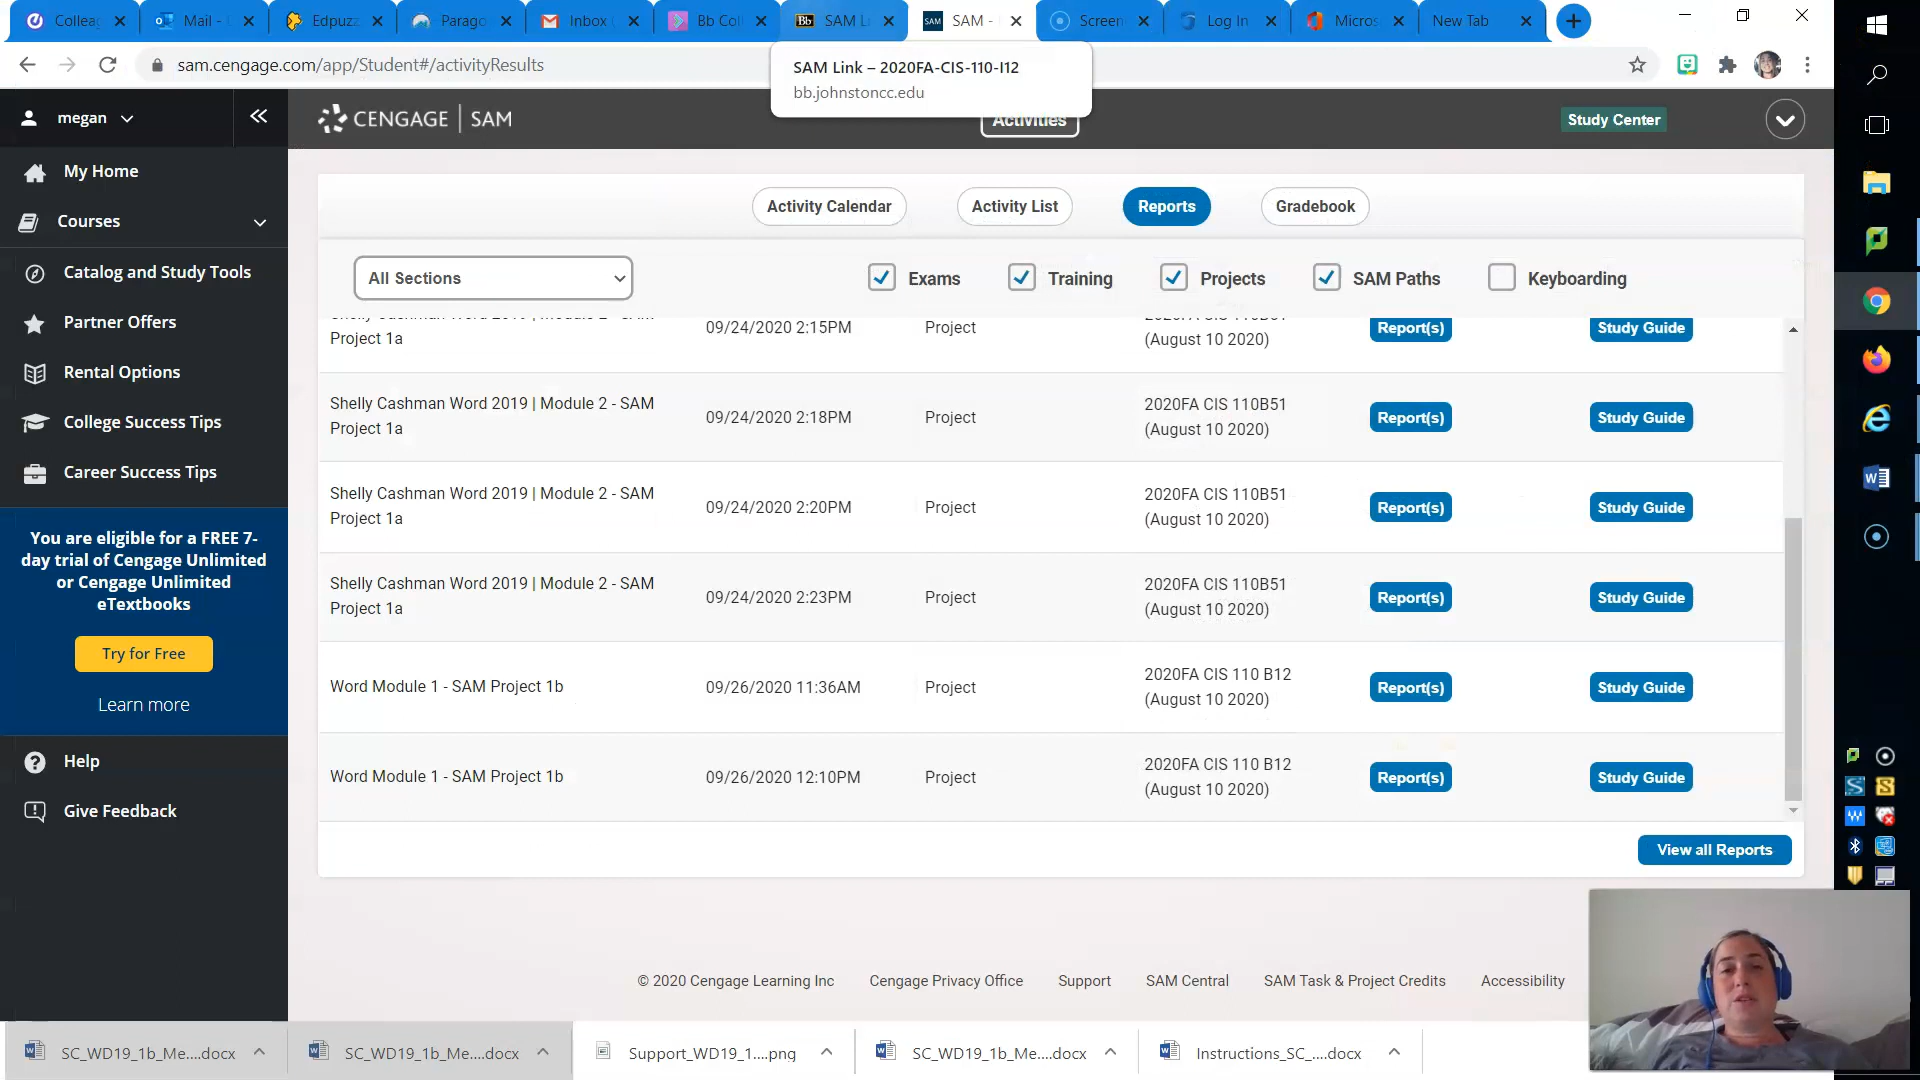 Colleag
Mail -
Edpuzz
Parago
Inbox (
Bb Coll
Bb
SAM L
SAM
SAM -
Screen
Log In
Micros
New Tab
sam.cengage.com/app/Student#/activityResults
SAM Link – 2020FA-CIS-110-I12
bb.johnstoncc.edu
megan
CENGAGE | SAM
Activities
Study Center
My Home
Courses
Catalog and Study Tools
Partner Offers
Rental Options
College Success Tips
Career Success Tips
You are eligible for a FREE 7-
day trial of Cengage Unlimited
or Cengage Unlimited
eTextbooks
Try for Free
Learn more
Help
Give Feedback
Activity Calendar
Activity List
Reports
Gradebook
All Sections
Exams
Training
Projects
SAM Paths
Keyboarding
Shelly Cashman Word 2019 | Module 2 - SAM
Project 1a
09/24/2020 2:15PM
Project
2020FA CIS 110B51
(August 10 2020)
Report(s)
Study Guide
Shelly Cashman Word 2019 | Module 2 - SAM
Project 1a
09/24/2020 2:18PM
Project
2020FA CIS 110B51
(August 10 2020)
Report(s)
Study Guide
Shelly Cashman Word 2019 | Module 2 - SAM
Project 1a
09/24/2020 2:20PM
Project
2020FA CIS 110B51
(August 10 2020)
Report(s)
Study Guide
Shelly Cashman Word 2019 | Module 2 - SAM
Project 1a
09/24/2020 2:23PM
Project
2020FA CIS 110B51
(August 10 2020)
Report(s)
Study Guide
Word Module 1 - SAM Project 1b
09/26/2020 11:36AM
Project
2020FA CIS 110 B12
(August 10 2020)
Report(s)
Study Guide
Word Module 1 - SAM Project 1b
09/26/2020 12:10PM
Project
2020FA CIS 110 B12
(August 10 2020)
Report(s)
Study Guide
View all Reports
© 2020 Cengage Learning Inc
Cengage Privacy Office
Support
SAM Central
SAM Task & Project Credits
Accessibility
SC_WD19_1b_Me....docx
SC_WD19_1b_Me....docx
Support_WD19_1....png
SC_WD19_1b_Me....docx
Instructions_SC_....docx